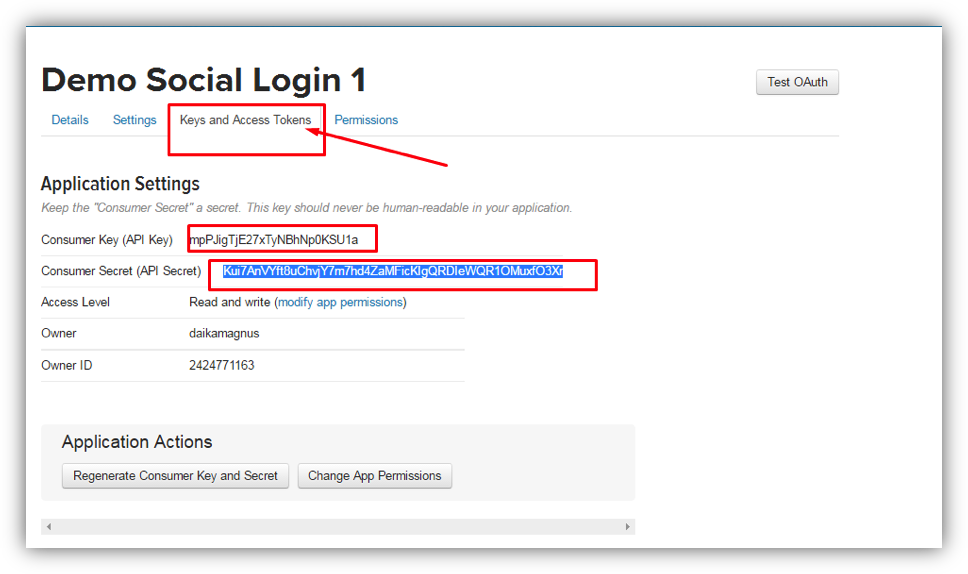 Demo Social Login 1
Test OAuth
Details Settings Keys and Access Tokens Permissions
Application Settings
Keep the "Consumer Secret" a secret. This key should never be human-readable in your application.
Consumer Key (API Key) mpPJigTjE27xTyNBhNp0KSU1a
Consumer Secret (API Secret) Kui7AnVYft8uChvjY7m7hd4ZaMFicKIgQRDIeWQR1OMuxfO3Xr
Access Level Read and write (modify app permissions)
Owner daikamagnus
Owner ID 2424771163
Application Actions
Regenerate Consumer Key and Secret Change App Permissions